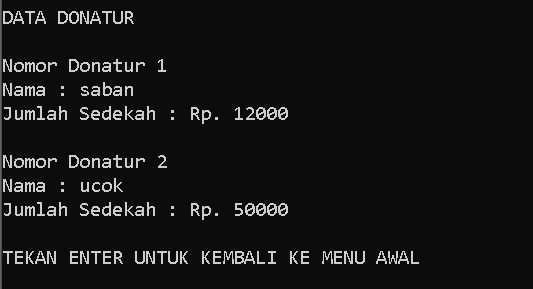 DATA DONATUR
Nomor Donatur 1
Nama : saban
Jumlah Sedekah : Rp. 12000
Nomor Donatur 2
Nama : ucok
Jumlah Sedekah : Rp. 50000
TEKAN ENTER UNTUK KEMBALI KE MENU AWAL